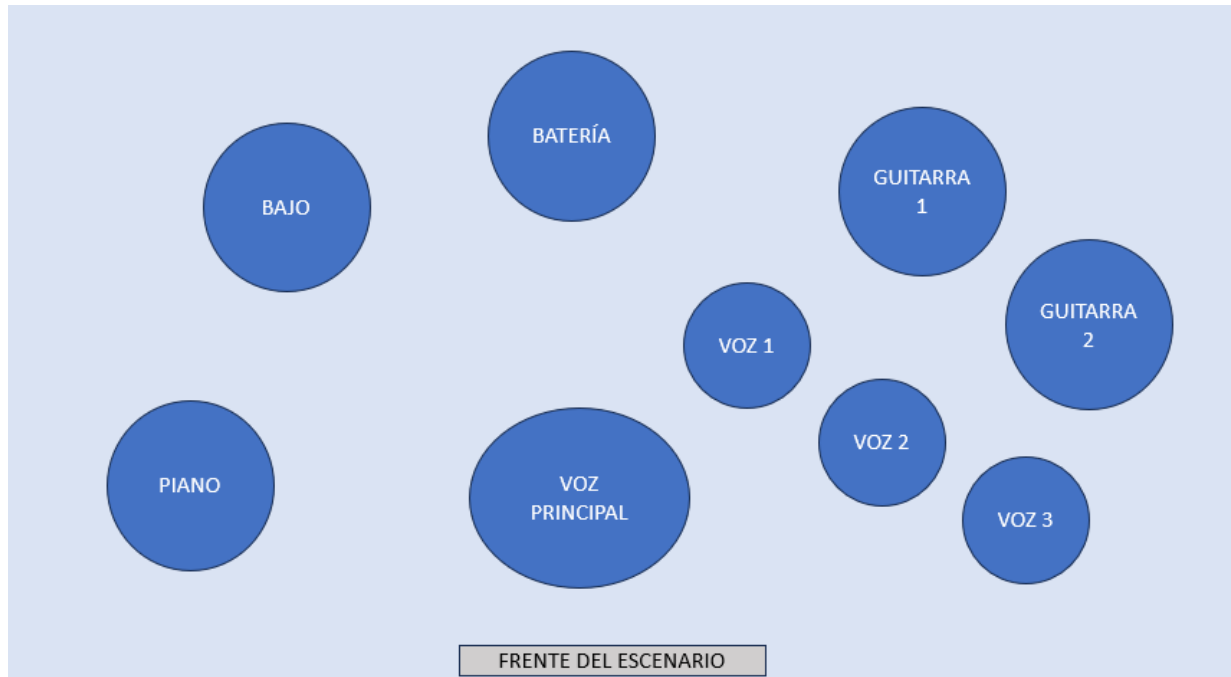 BATERÍA
BAJO
GUITARRA
1
GUITARRA
2
VOZ 1
VOZ 2
PIANO
VOZ
PRINCIPAL
VOZ 3
FRENTE DEL ESCENARIO